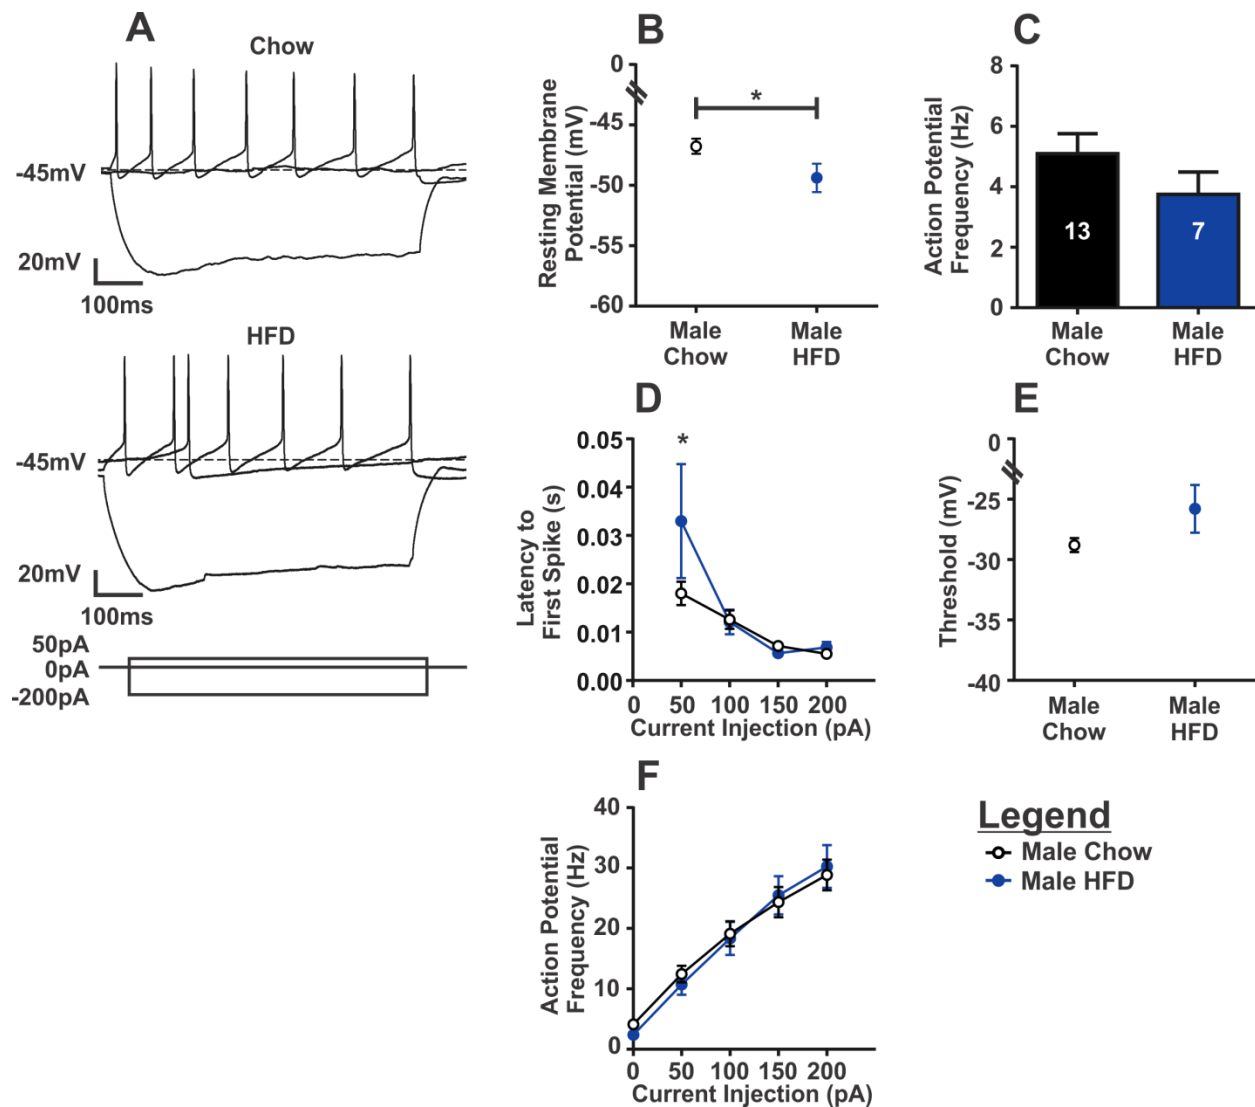 A
Chow
-45mV
20mV
100ms
HFD
-45mV
20mV
100ms
50pA
0pA
-200pA
B
Resting Membrane
Potential (mV)
0
-45
-50
-55
-60
*
Male
Chow
Male
HFD
C
Action Potential
Frequency (Hz)
8
6
4
2
0
13
7
Male
Chow
Male
HFD
D
Latency to
First Spike (s)
0.05
0.04
0.03
0.02
0.01
0.00
*
0
50
100
150
200
Current Injection (pA)
E
Threshold (mV)
0
-25
-30
-35
-40
Male
Chow
Male
HFD
F
Action Potential
Frequency (Hz)
40
30
20
10
0
0
50
100
150
200
Current Injection (pA)
Legend
Male Chow
Male HFD